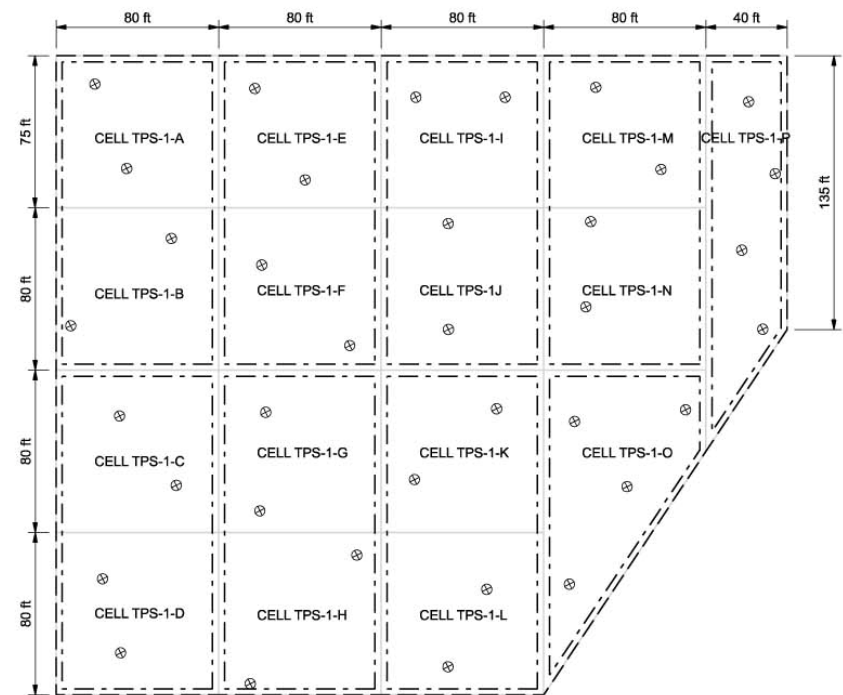 80 ft 80 ft 80 ft 80 ft 40 ft
75 ft
CELL TPS-1-A CELL TPS-1-E CELL TPS-1-I CELL TPS-1-M CELL TPS-1-P
135 ft
80 ft
CELL TPS-1-B CELL TPS-1-F CELL TPS-1J CELL TPS-1-N
80 ft
CELL TPS-1-C CELL TPS-1-G CELL TPS-1-K CELL TPS-1-O
80 ft
CELL TPS-1-D CELL TPS-1-H CELL TPS-1-L